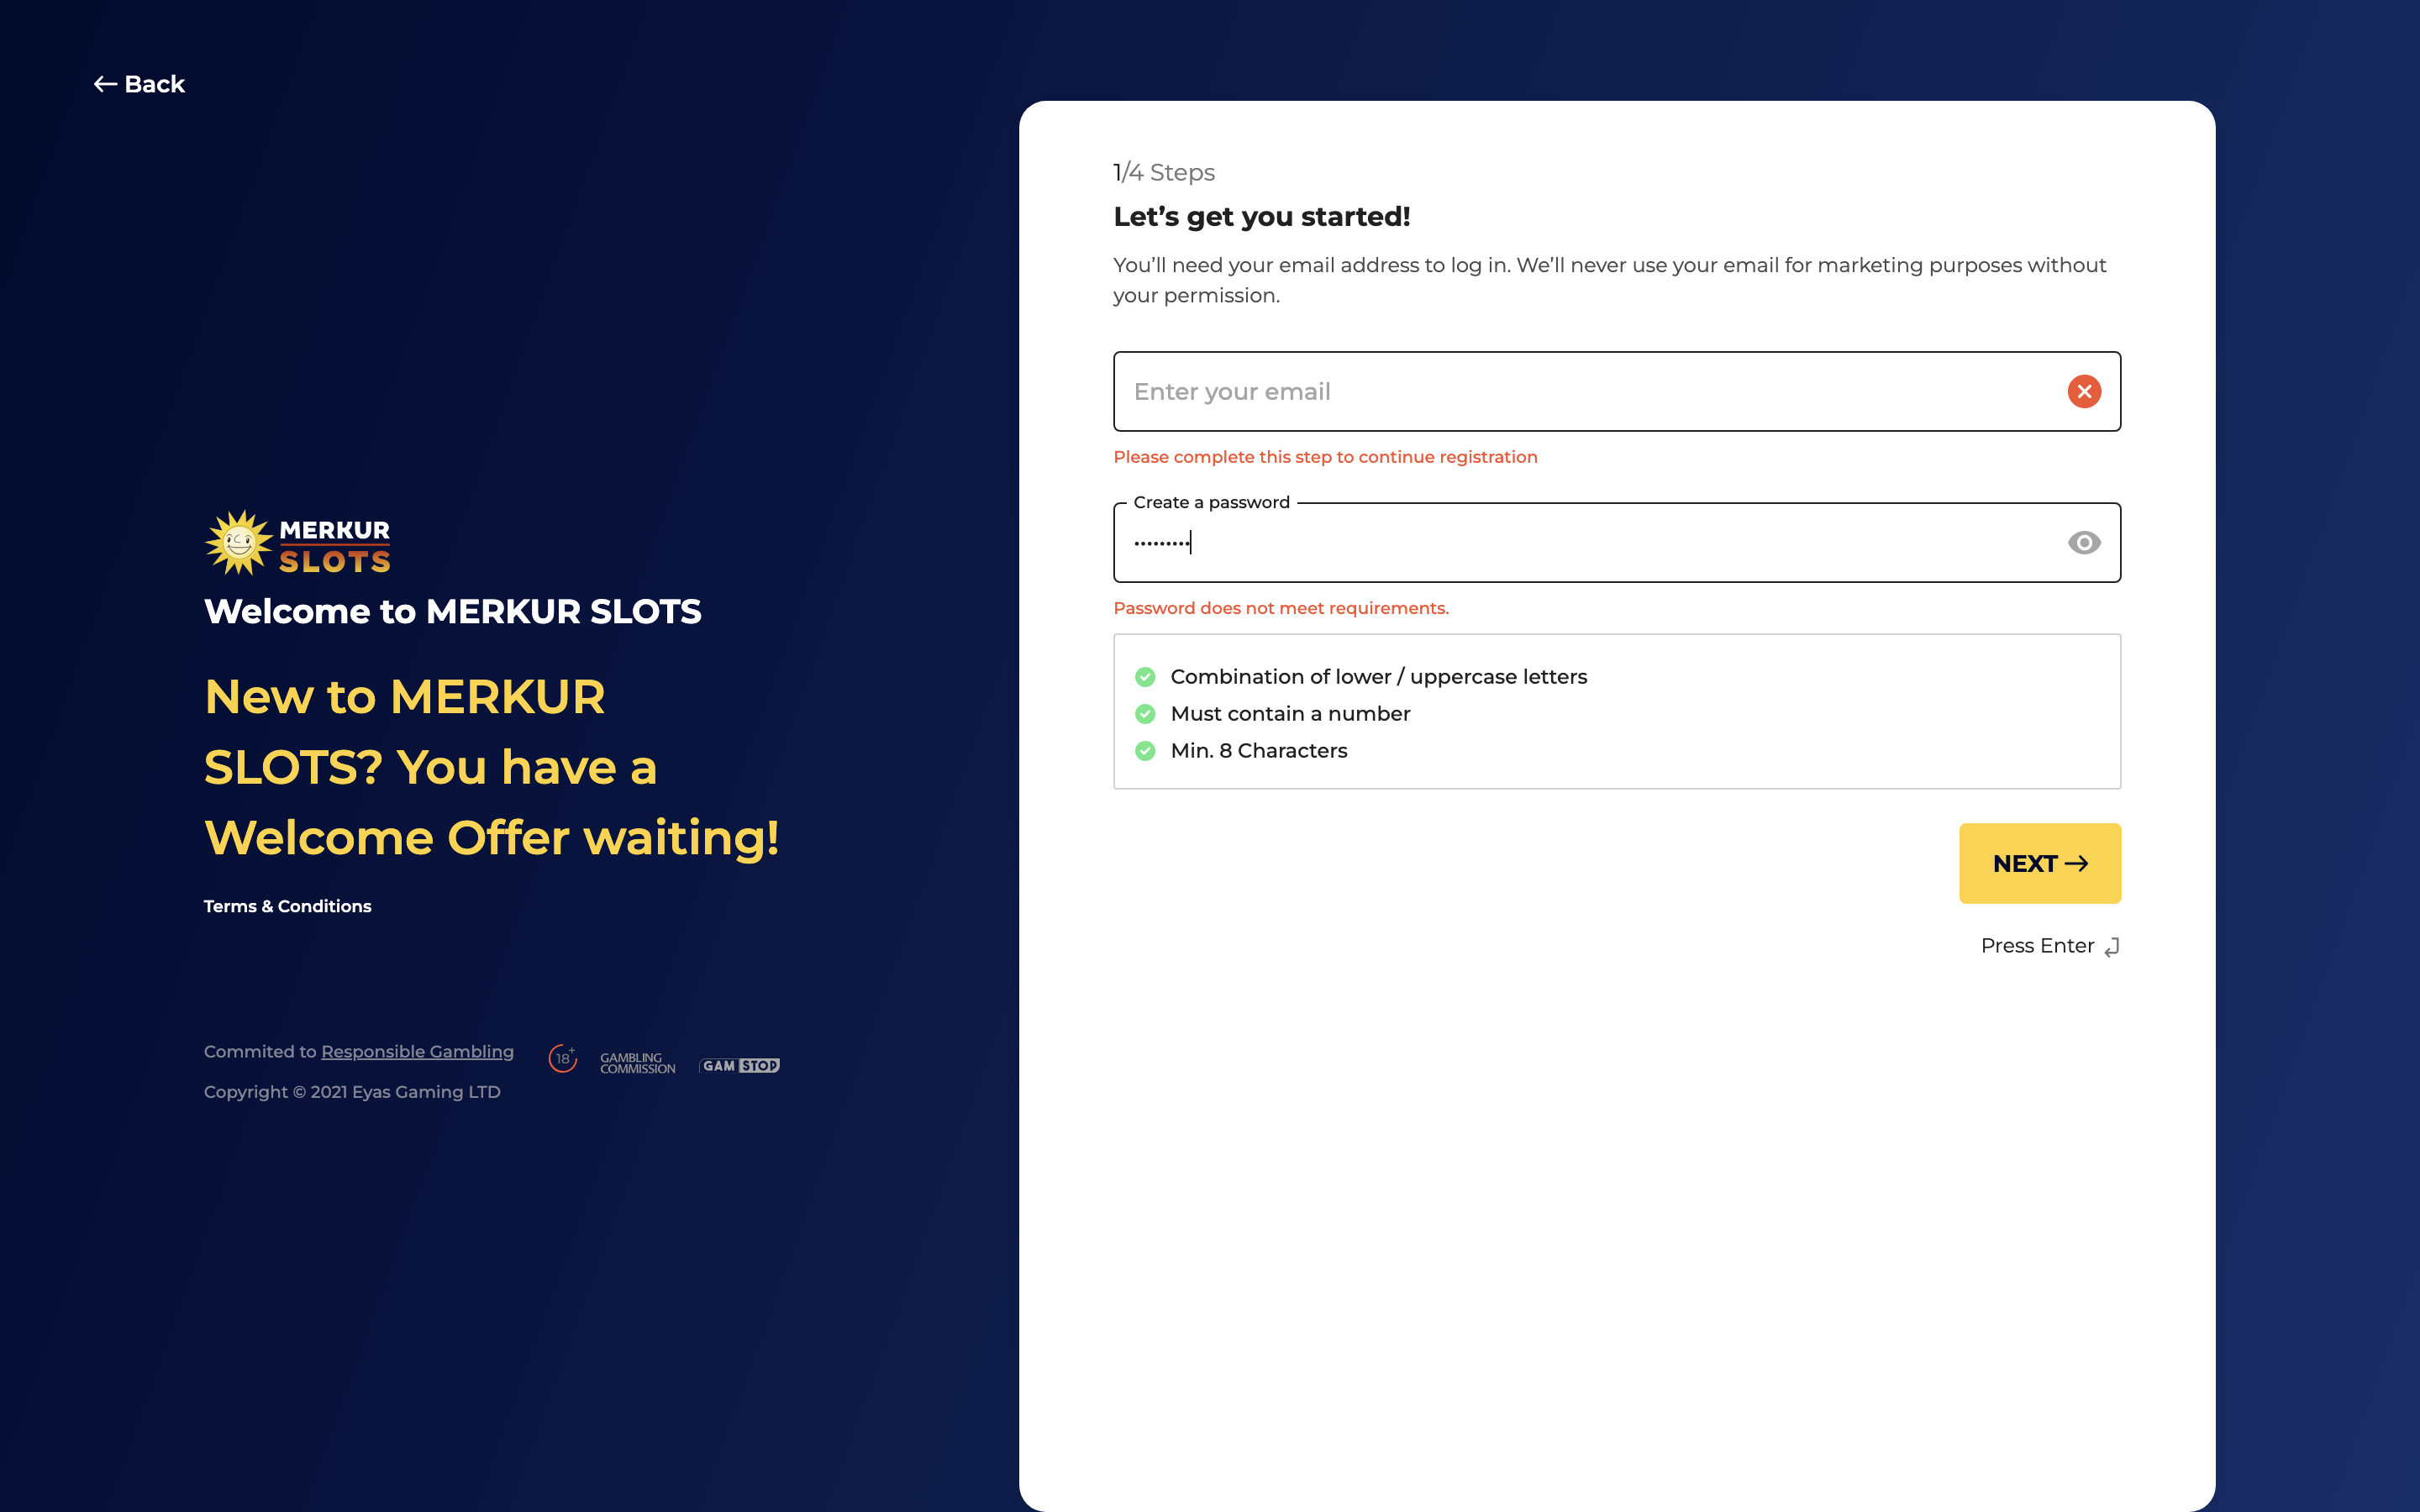 Back
1/4 Steps
Let’s get you started!
You’ll need your email address to log in. We’ll never use your email for marketing purposes without
your permission.
Enter your email
Please complete this step to continue registration
Create a password
•••••••••
Password does not meet requirements.
Combination of lower / uppercase letters
Must contain a number
Min. 8 Characters
NEXT
Press Enter
MERKUR
SLOTS
Welcome to MERKUR SLOTS
New to MERKUR
SLOTS? You have a
Welcome Offer waiting!
Terms & Conditions
Commited to Responsible Gambling
18+
GAMBLING
COMMISSION
GAMSTOP
Copyright © 2021 Eyas Gaming LTD